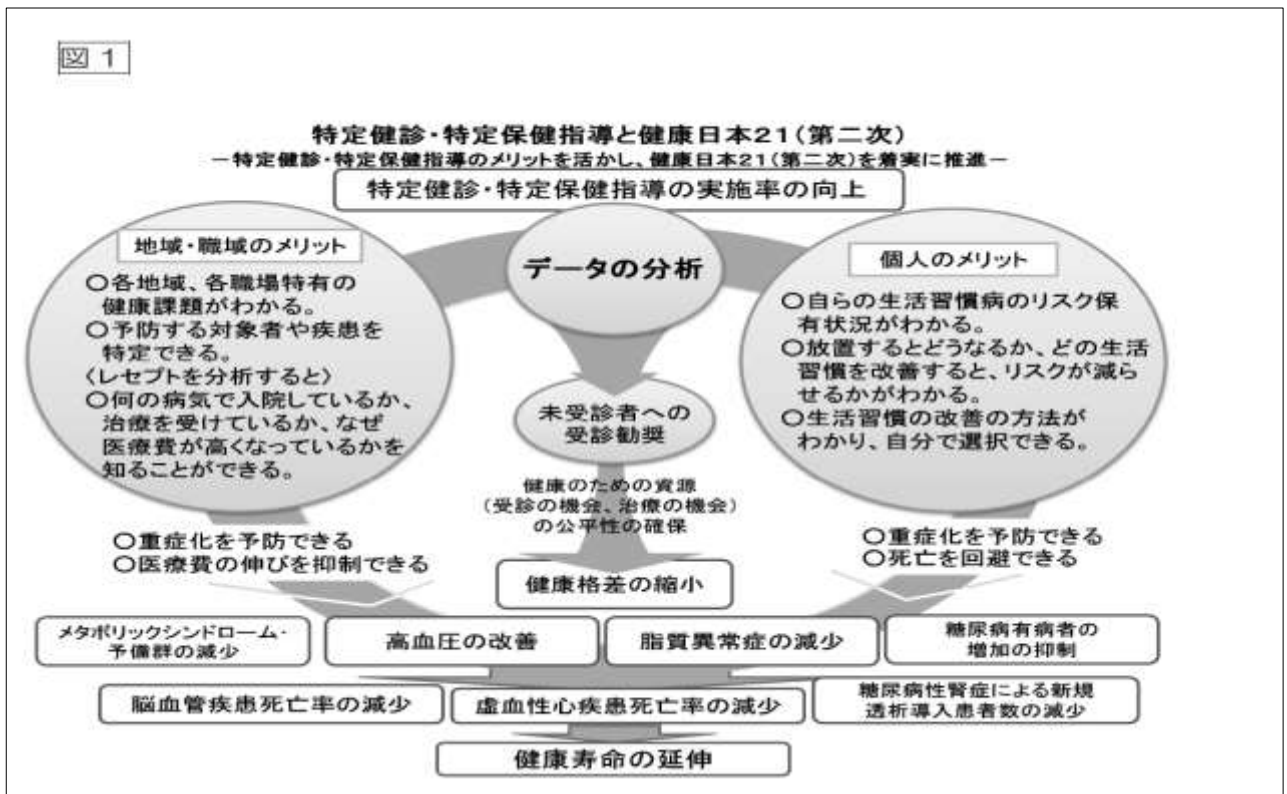 図 1
特定健診・特定保健指導と健康日本21(第二次)
－特定健診・特定保健指導のメリットを活かし、健康日本21(第二次)を着実に推進－
特定健診・特定保健指導の実施率の向上
地域・職域のメリット
〇各地域、各職場特有の
健康課題がわかる。
〇予防する対象者や疾患を
特定できる。
〈レセプトを分析すると〉
〇何の病気で入院しているか、
治療を受けているか、なぜ
医療費が高くなっているかを
知ることができる。
データの分析
個人のメリット
〇自らの生活習慣病のリスク保
有状況がわかる。
〇放置するとどうなるか、どの生活
習慣を改善すると、リスクが減ら
せるかがわかる。
〇生活習慣の改善の方法が
わかり、自分で選択できる。
未受診者への
受診勧奨
健康のための資源
(受診の機会、治療の機会)
の公平性の確保
〇重症化を予防できる
〇医療費の伸びを抑制できる
〇重症化を予防できる
〇死亡を回避できる
健康格差の縮小
メタボリックシンドローム・
予備群の減少
高血圧の改善
脂質異常症の減少
糖尿病有病者の
増加の抑制
脳血管疾患死亡率の減少
虚血性心疾患死亡率の減少
糖尿病性腎症による新規
透析導入患者数の減少
健康寿命の延伸